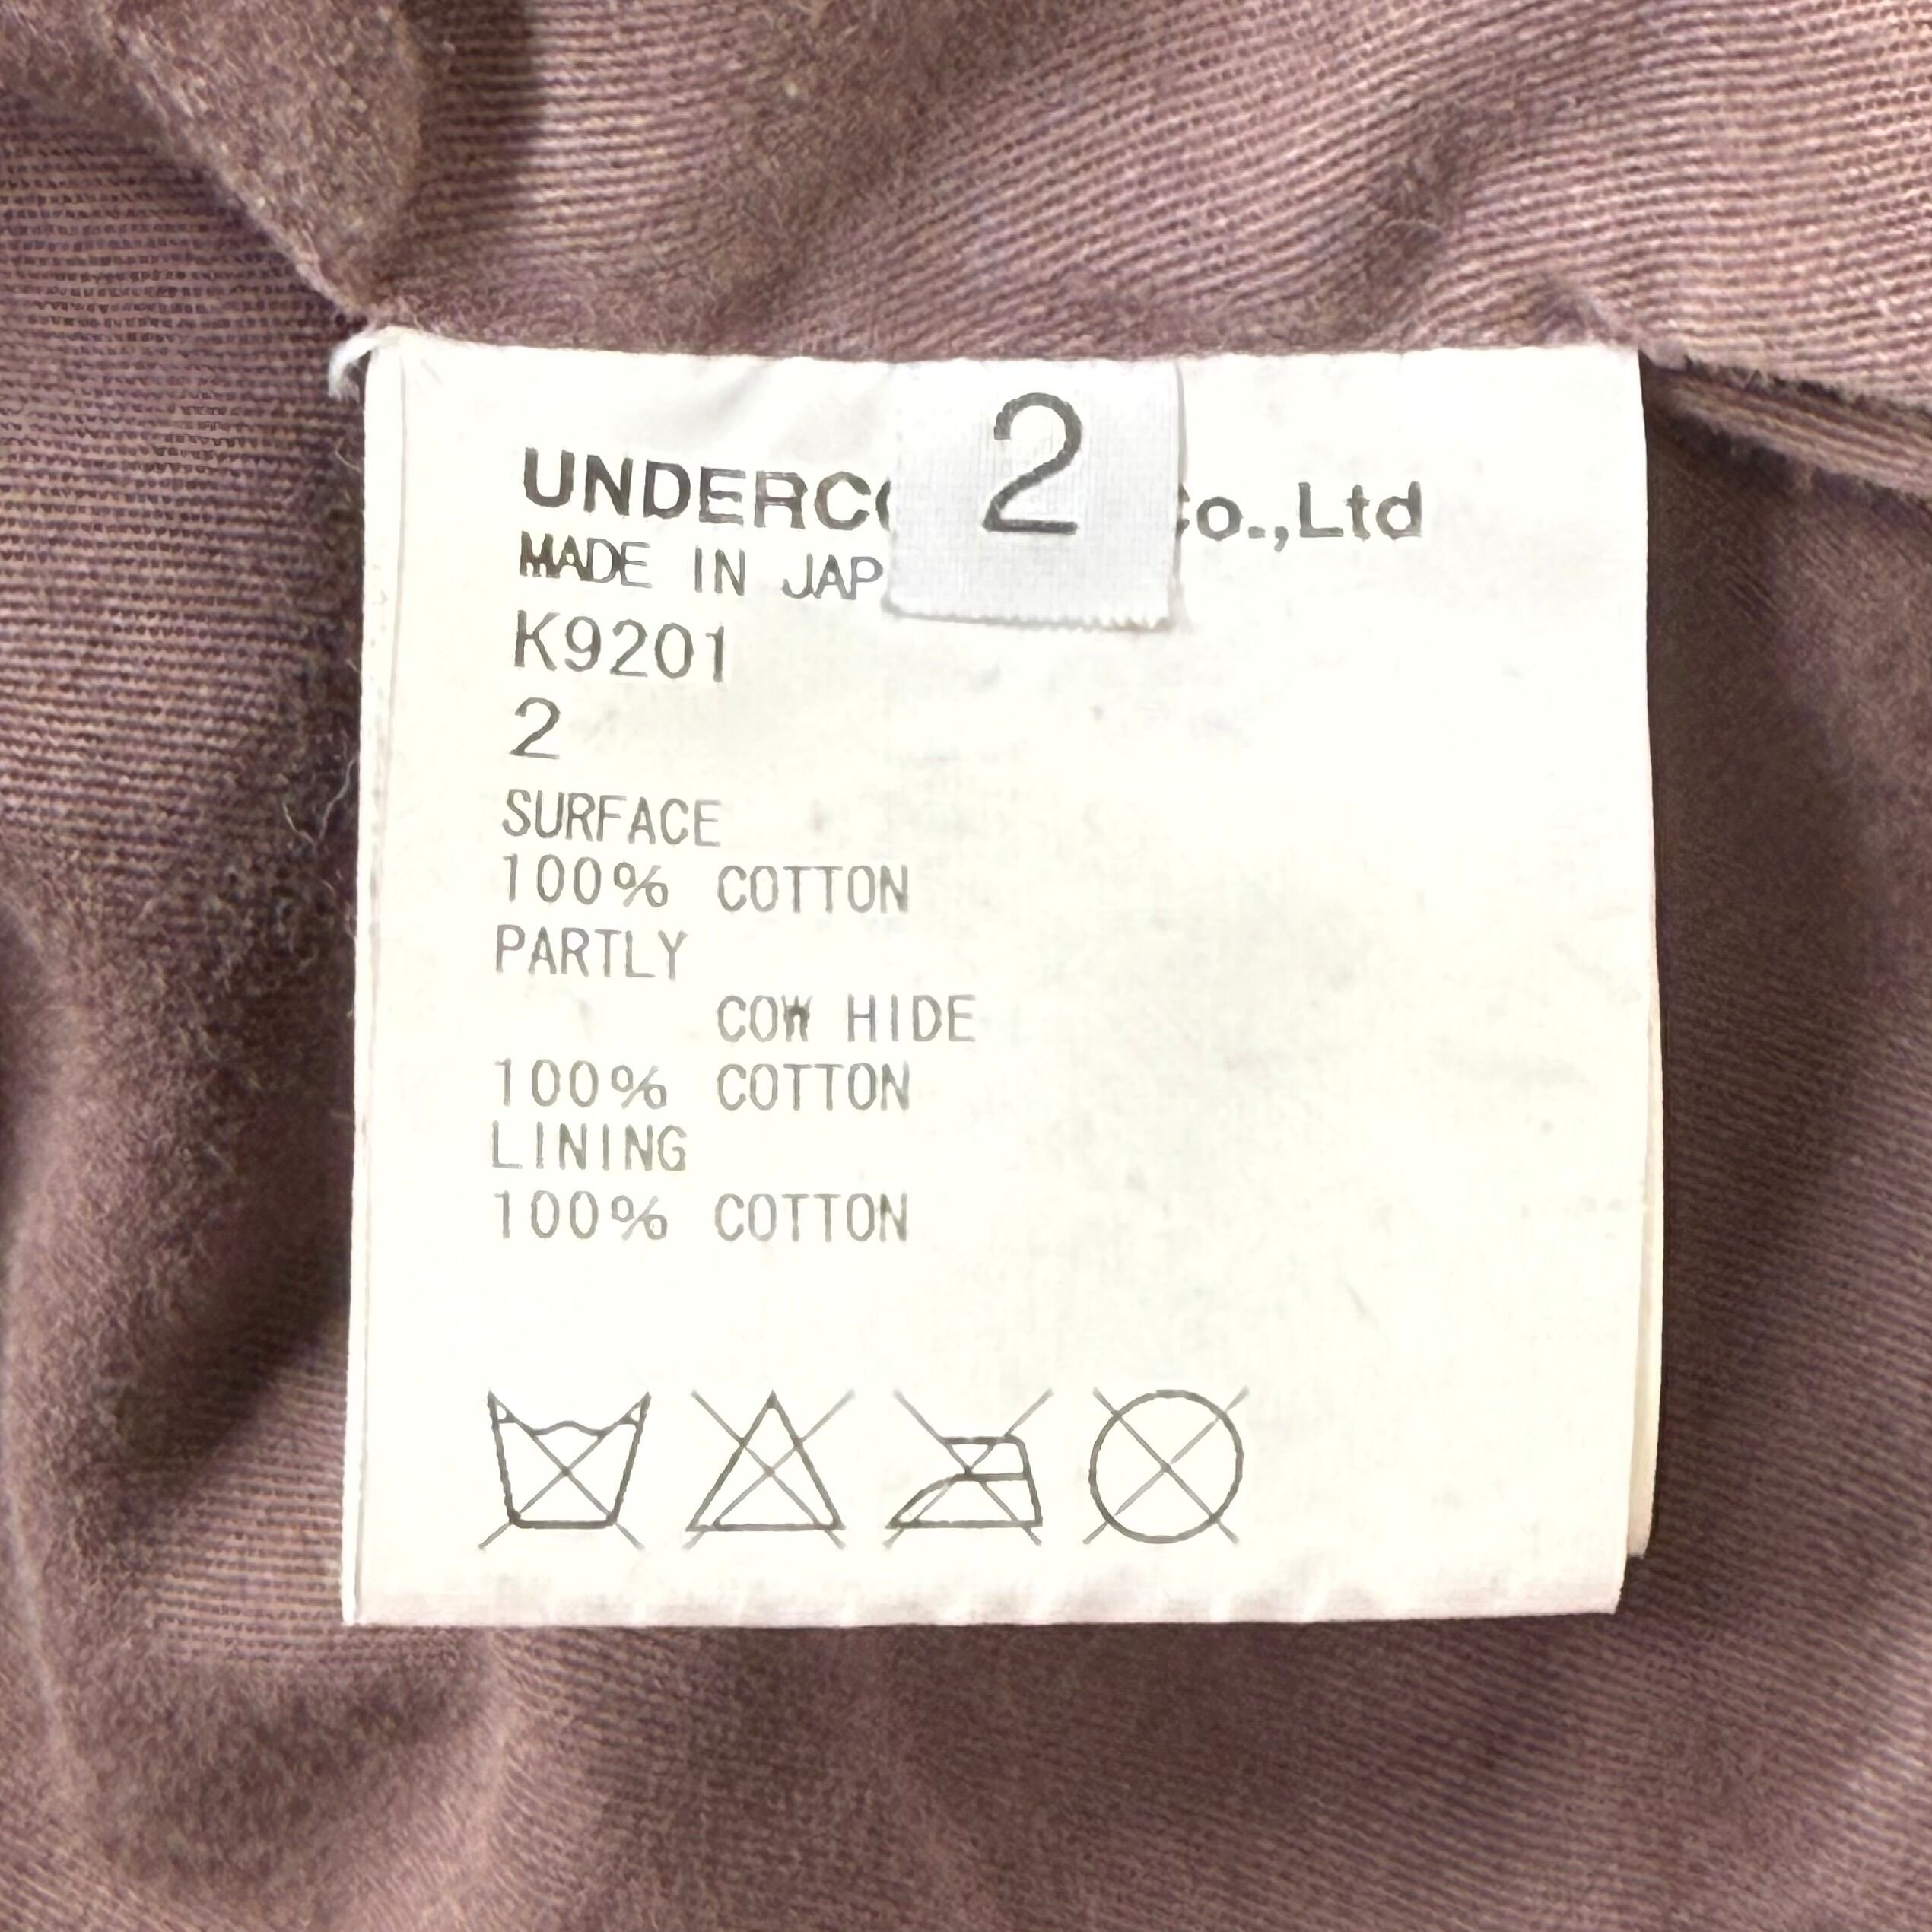 2
UNDERCO Co.,Ltd
MADE IN JAP
K9201
2
SURFACE
100% COTTON
PARTLY
COW HIDE
100% COTTON
LINING
100% COTTON